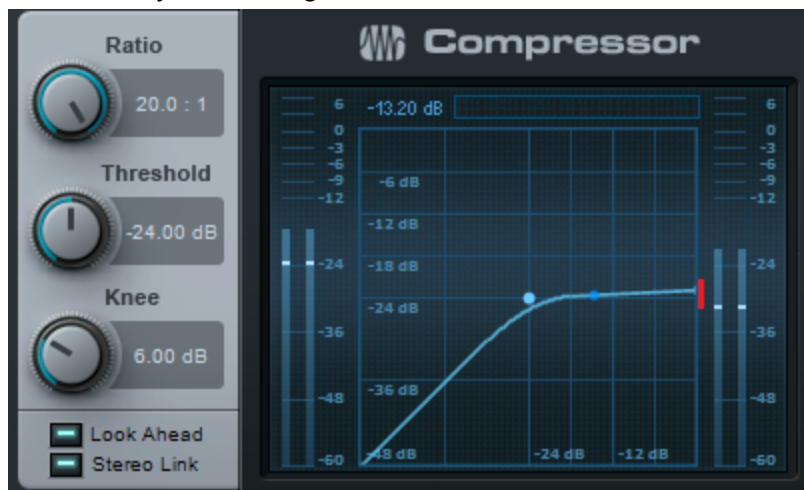 Ratio
20.0 : 1
Threshold
-24.00 dB
Knee
6.00 dB
Look Ahead
Stereo Link
Compressor
6
0
-3
-6
-9
-12
-24
-36
-48
-60
-13.20 dB
-6 dB
-12 dB
-18 dB
-24 dB
-36 dB
-48 dB
-24 dB
-12 dB
6
0
-3
-6
-9
-12
-24
-36
-48
-60